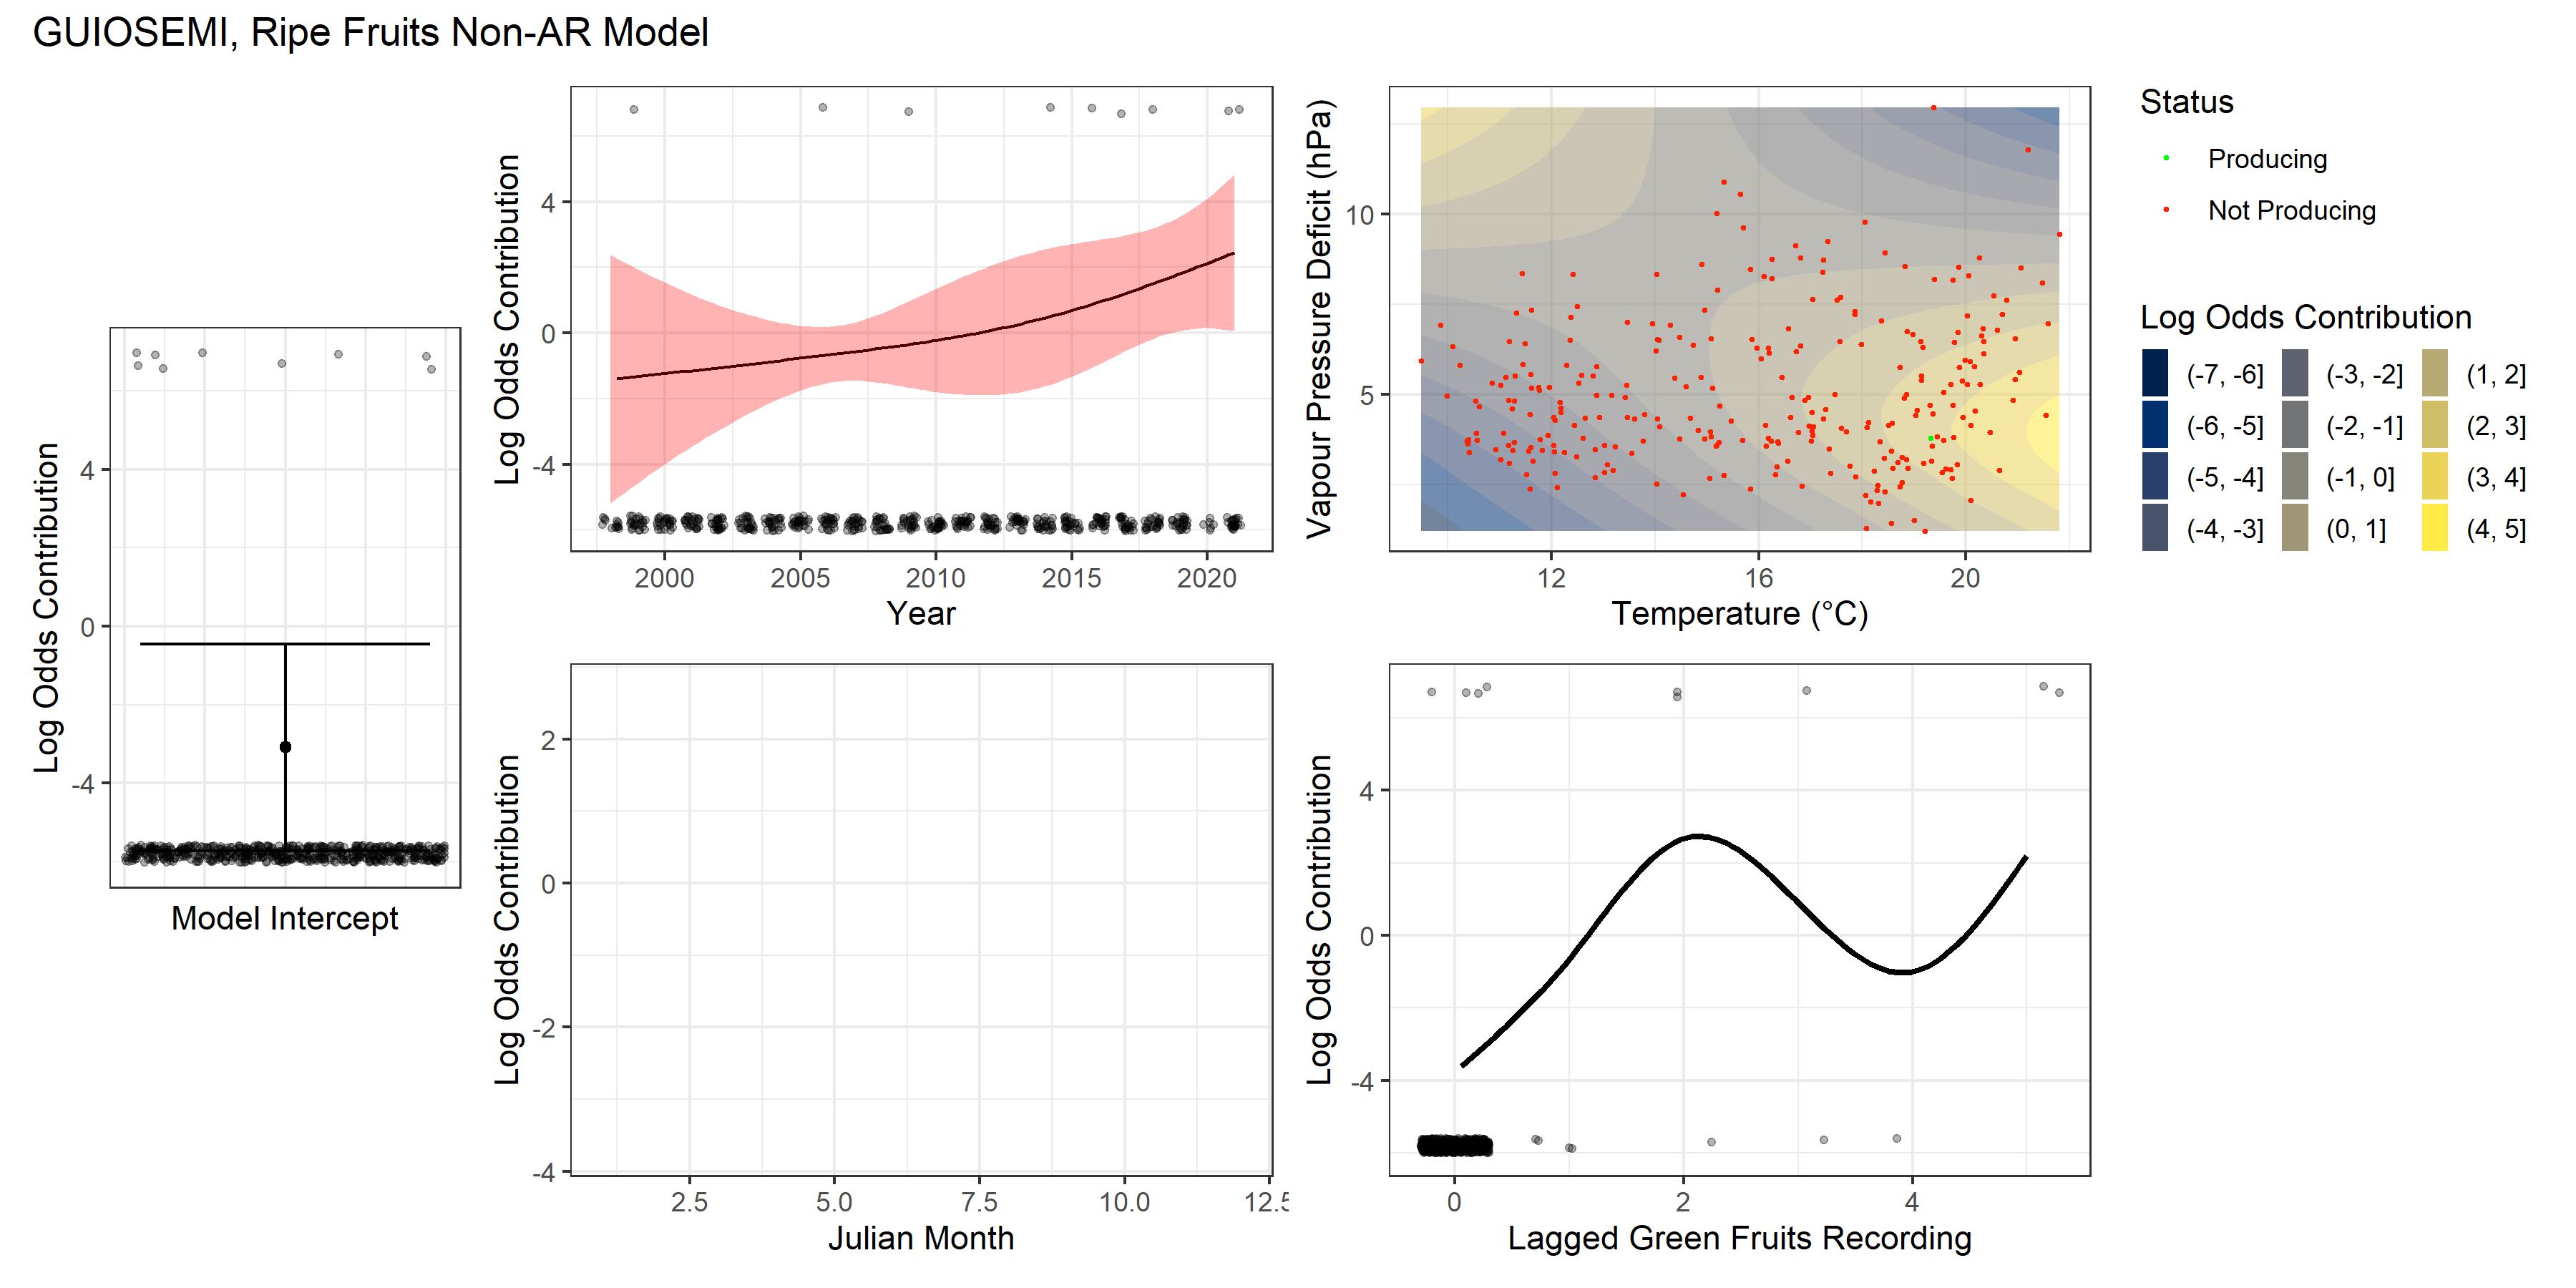 GUIOSEMI, Ripe Fruits Non-AR Model
Log Odds Contribution
4
0
-4
Model Intercept
Log Odds Contribution
4
0
-4
2000
2005
2010
2015
2020
Year
Vapour Pressure Deficit (hPa)
10
5
12
16
20
Temperature (°C)
Status
Producing
Not Producing
Log Odds Contribution
(-7, -6]
(-3, -2]
(1, 2]
(-6, -5]
(-2, -1]
(2, 3]
(-5, -4]
(-1, 0]
(3, 4]
(-4, -3]
(0, 1]
(4, 5]
Log Odds Contribution
2
0
-2
-4
2.5
5.0
7.5
10.0
12.5
Julian Month
Log Odds Contribution
4
0
-4
0
2
4
Lagged Green Fruits Recording